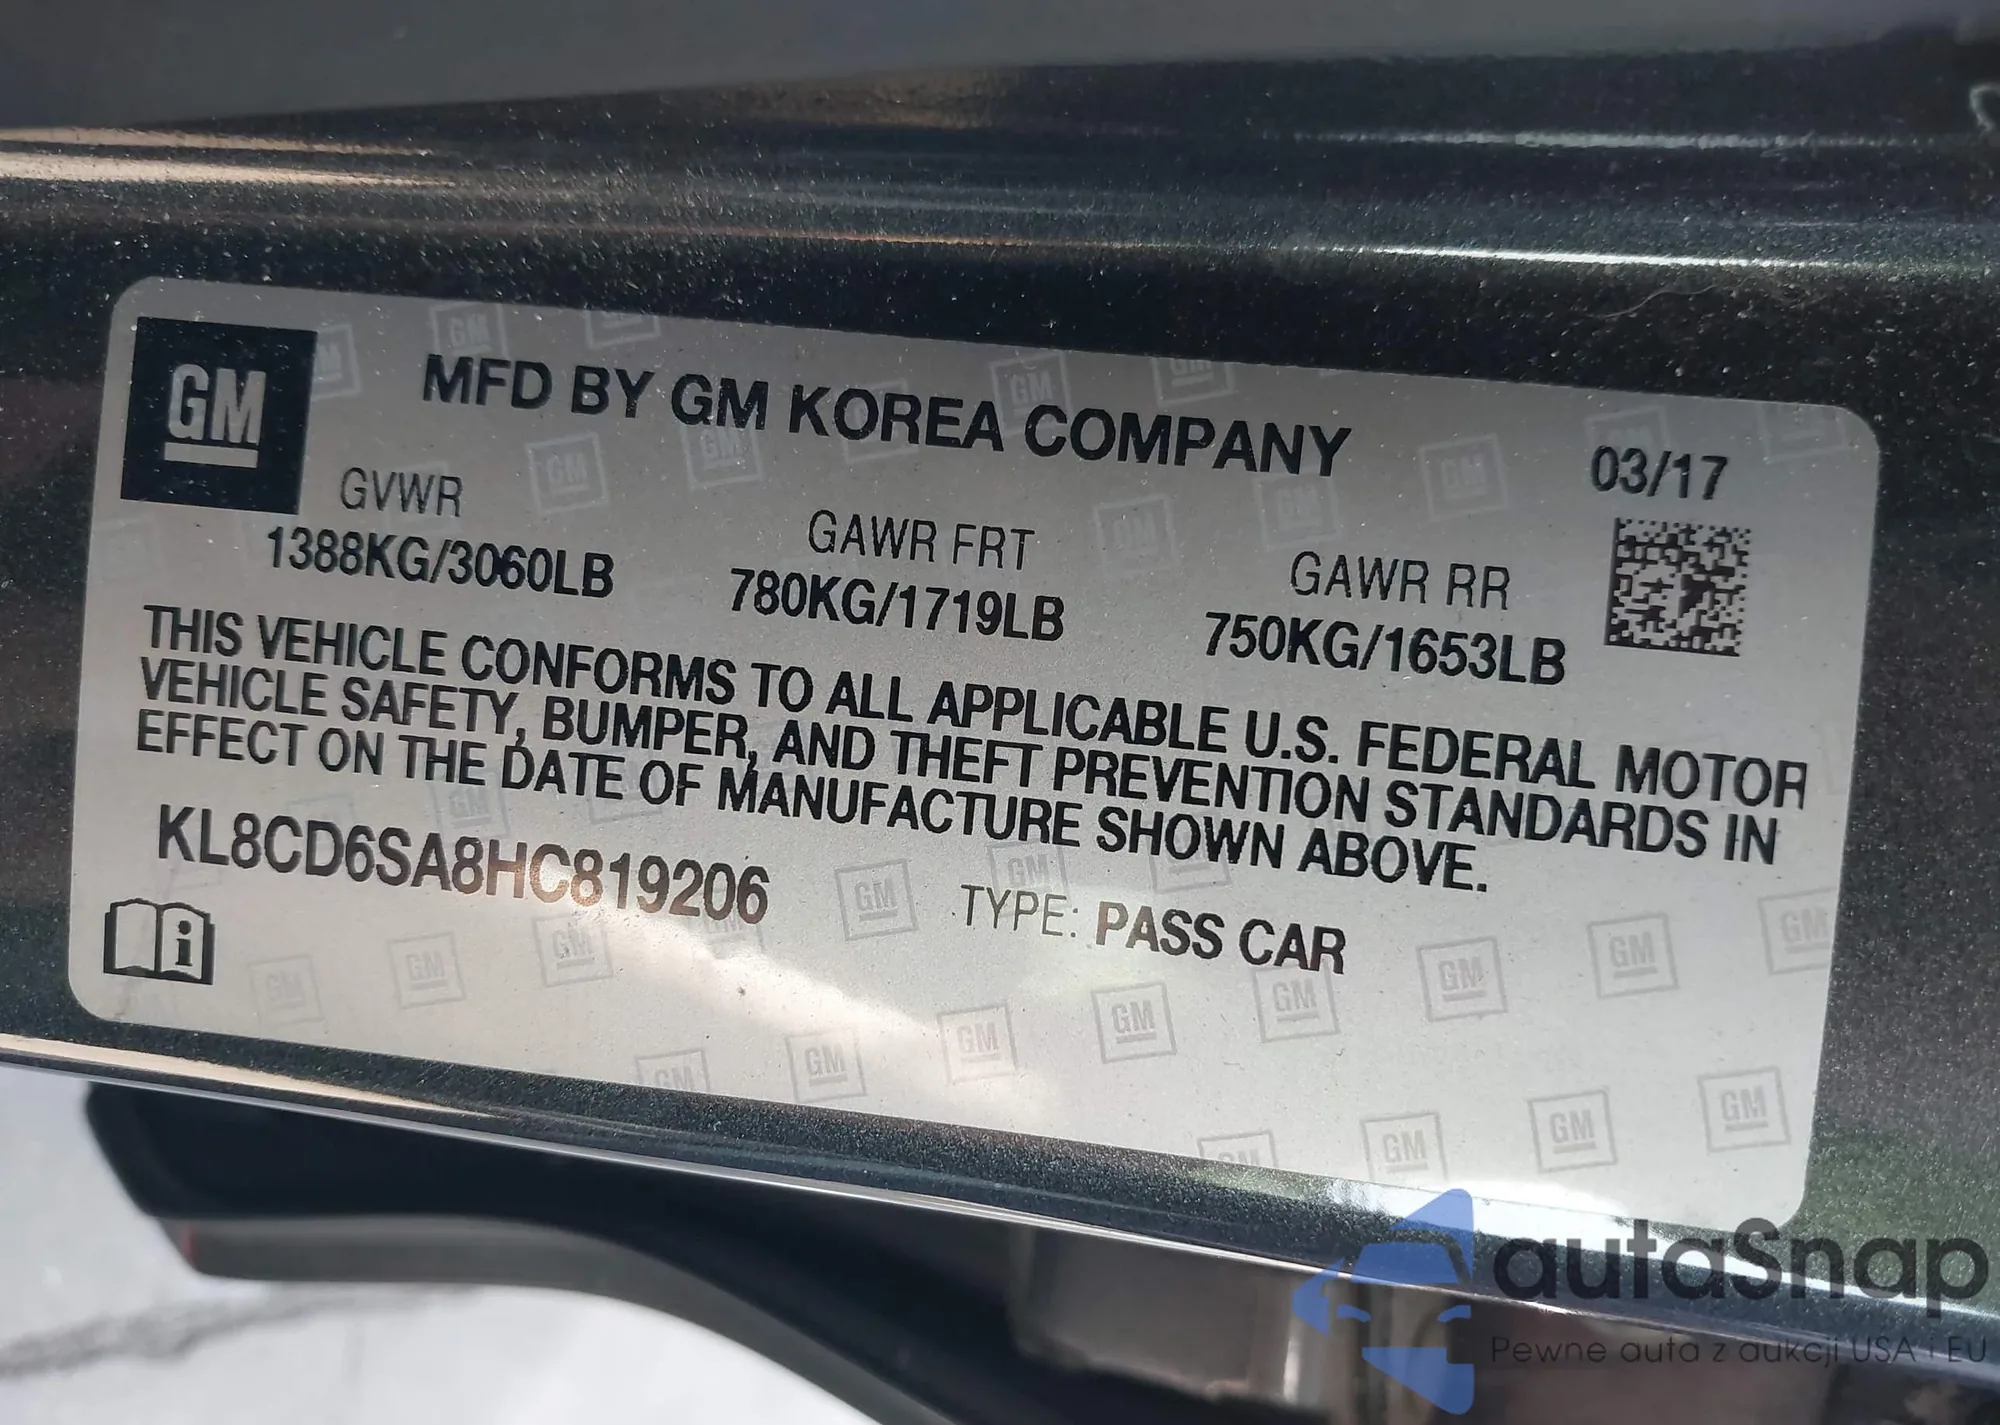 GM
MFD BY GM KOREA COMPANY
03/17
GVWR
1388KG/3060LB
GAWR FRT
780KG/1719LB
GAWR RR
750KG/1653LB
THIS VEHICLE CONFORMS TO ALL APPLICABLE U.S. FEDERAL MOTOR
VEHICLE SAFETY, BUMPER, AND THEFT PREVENTION STANDARDS IN
EFFECT ON THE DATE OF MANUFACTURE SHOWN ABOVE.
KL8CD6SA8HC819206
TYPE: PASS CAR
autaSnap
Pewne auta z aukcji USA i EU